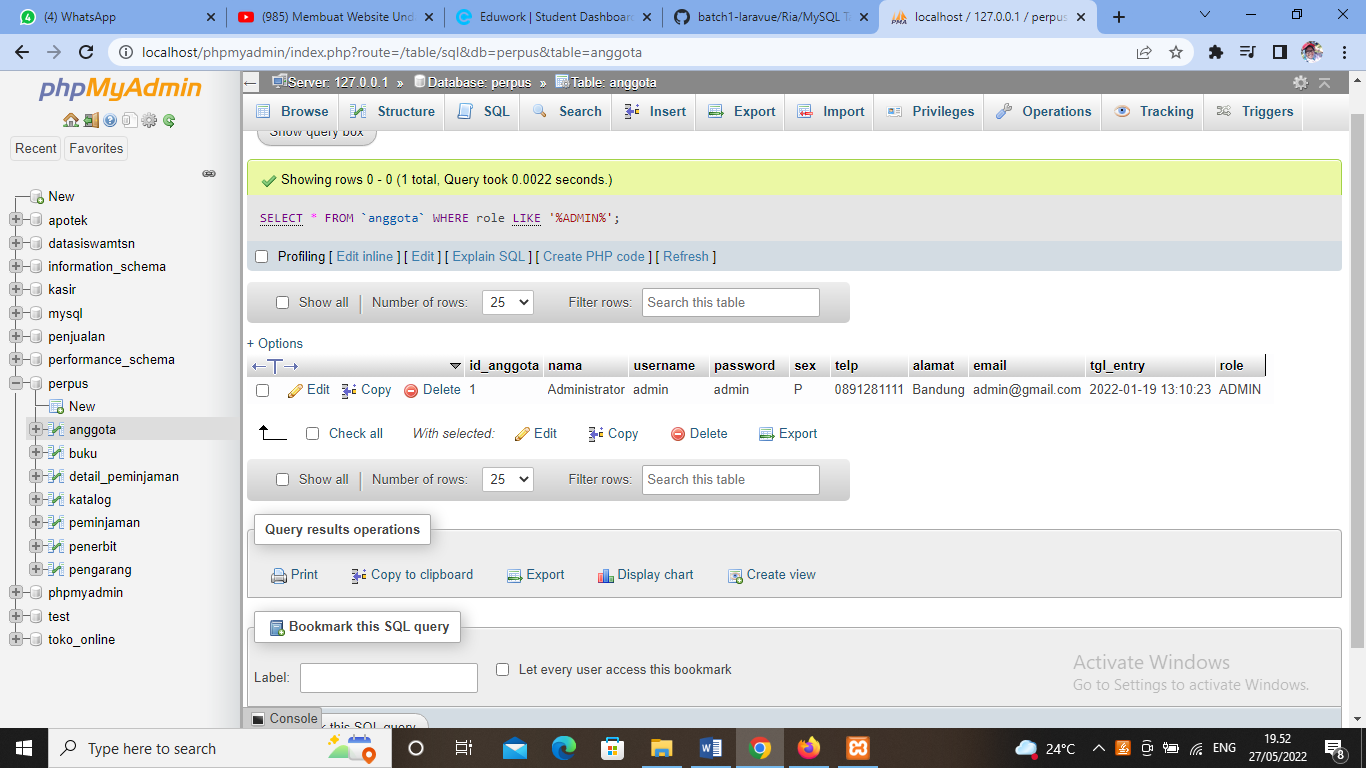 (4) WhatsApp
(985) Membuat Website Und
Eduwork | Student Dashboar
batch1-laravue/Ria/MySQL T
localhost / 127.0.0.1 / perpus
localhost/phpmyadmin/index.php?route=/table/sql&db=perpus&table=anggota
phpMyAdmin
Recent
Favorites
New
apotek
datasiswamtsn
information_schema
kasir
mysql
penjualan
performance_schema
perpus
New
anggota
buku
detail_peminjaman
katalog
peminjaman
penerbit
pengarang
phpmyadmin
test
toko_online
Server: 127.0.0.1 » Database: perpus » Table: anggota
Browse Structure SQL Search Insert Export Import Privileges Operations Tracking Triggers
Show query box
Showing rows 0 - 0 (1 total, Query took 0.0022 seconds.)
SELECT * FROM `anggota` WHERE role LIKE '%ADMIN%';
Profiling [ Edit inline ] [ Edit ] [ Explain SQL ] [ Create PHP code ] [ Refresh ]
Show all Number of rows: 25 Filter rows: Search this table
+ Options
id_anggota nama username password sex telp alamat email tgl_entry role
Edit Copy Delete 1 Administrator admin admin P 0891281111 Bandung admin@gmail.com 2022-01-19 13:10:23 ADMIN
Check all With selected: Edit Copy Delete Export
Show all Number of rows: 25 Filter rows: Search this table
Query results operations
Print Copy to clipboard Export Display chart Create view
Bookmark this SQL query
Label: Let every user access this bookmark
Activate Windows
Go to Settings to activate Windows.
Console
this SQL query
Type here to search
24°C
ENG
19.52
27/05/2022
8